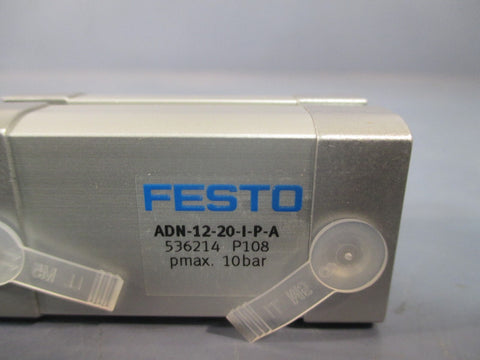 FESTO
ADN-12-20-I-P-A
536214 P108
pmax. 10bar